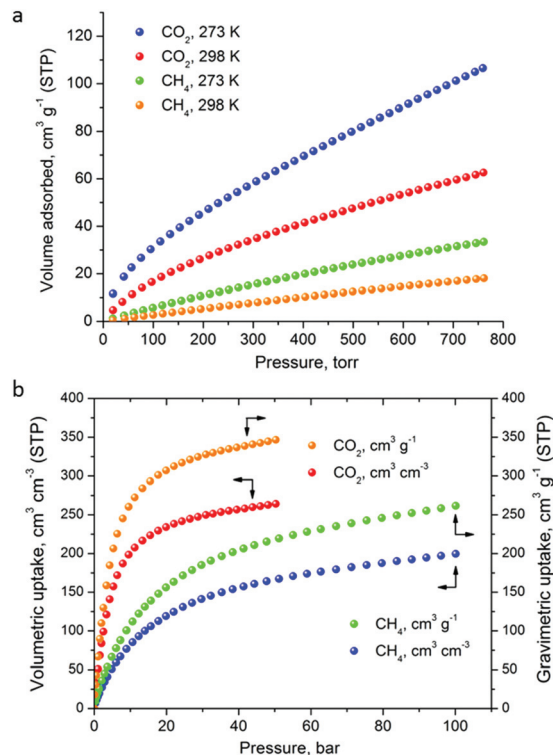 a
CO₂, 273 K
CO₂, 298 K
CH₄, 273 K
CH₄, 298 K
Volume adsorbed, cm³ g⁻¹ (STP)
120
100
80
60
40
20
0
0 100 200 300 400 500 600 700 800
Pressure, torr
b
Volumetric uptake, cm³ cm⁻³ (STP)
400
350
300
250
200
150
100
50
0
CO₂, cm³ g⁻¹
CO₂, cm³ cm⁻³
CH₄, cm³ g⁻¹
CH₄, cm³ cm⁻³
400
350
300
250
200
150
100
50
0
Gravimetric uptake, cm³ g⁻¹ (STP)
0 20 40 60 80 100
Pressure, bar